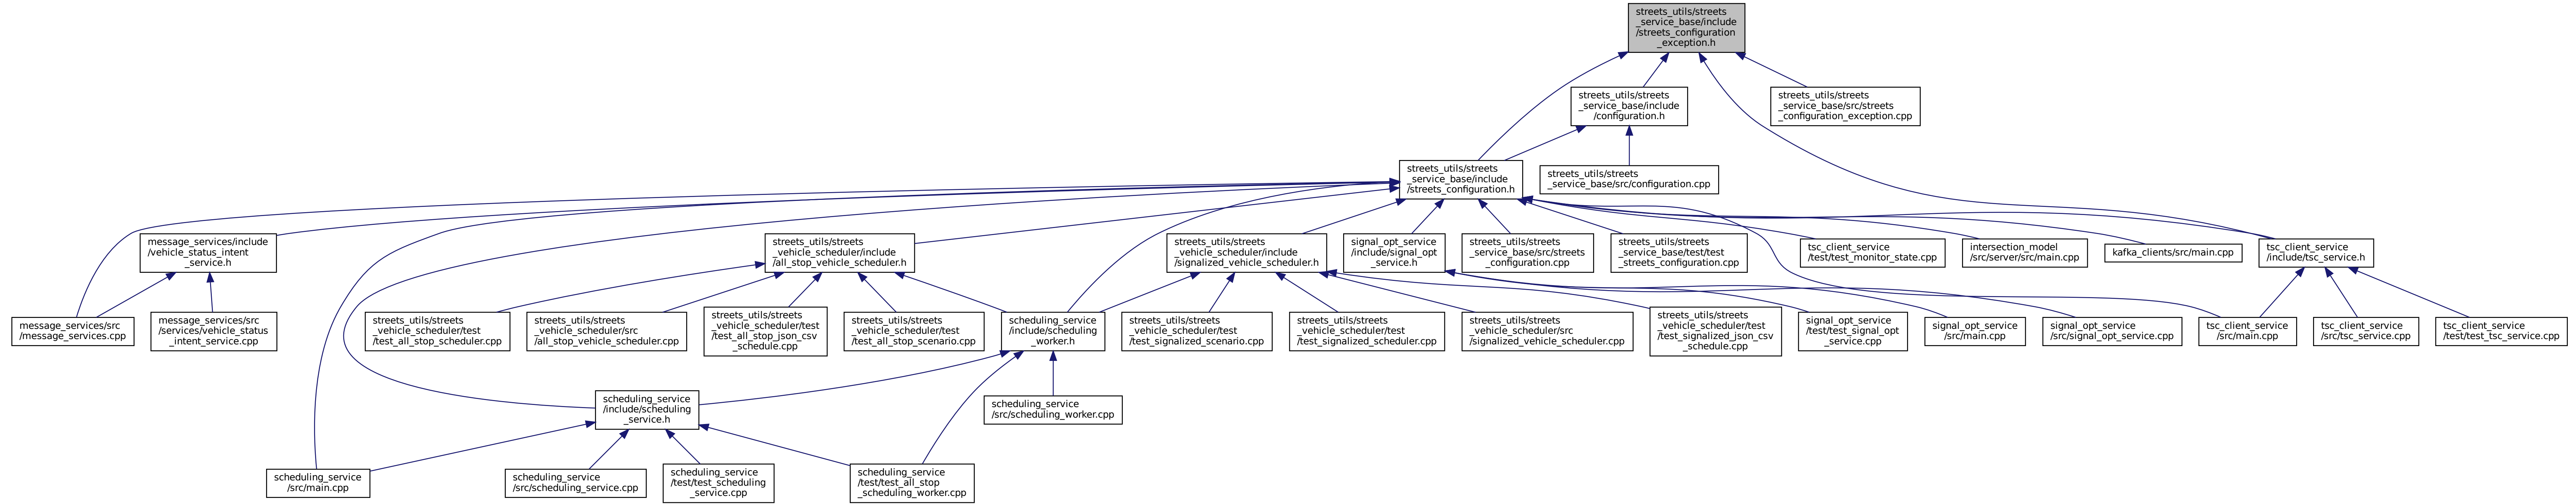 streets_utils/streets
_service_base/include
/streets_configuration
_exception.h
streets_utils/streets
_service_base/include
/configuration.h
streets_utils/streets
_service_base/src/streets
_configuration_exception.cpp
streets_utils/streets
_service_base/include
/streets_configuration.h
streets_utils/streets
_service_base/src/configuration.cpp
message_services/include
/vehicle_status_intent
_service.h
streets_utils/streets
_vehicle_scheduler/include
/all_stop_vehicle_scheduler.h
streets_utils/streets
_vehicle_scheduler/include
/signalized_vehicle_scheduler.h
signal_opt_service
/include/signal_opt
_service.h
streets_utils/streets
_service_base/src/streets
_configuration.cpp
streets_utils/streets
_service_base/test/test
_streets_configuration.cpp
tsc_client_service
/test/test_monitor_state.cpp
intersection_model
/src/server/src/main.cpp
kafka_clients/src/main.cpp
tsc_client_service
/include/tsc_service.h
message_services/src
/message_services.cpp
message_services/src
/services/vehicle_status
_intent_service.cpp
streets_utils/streets
_vehicle_scheduler/test
/test_all_stop_scheduler.cpp
streets_utils/streets
_vehicle_scheduler/src
/all_stop_vehicle_scheduler.cpp
streets_utils/streets
_vehicle_scheduler/test
/test_all_stop_json_csv
_schedule.cpp
streets_utils/streets
_vehicle_scheduler/test
/test_all_stop_scenario.cpp
scheduling_service
/include/scheduling
_worker.h
streets_utils/streets
_vehicle_scheduler/test
/test_signalized_scenario.cpp
streets_utils/streets
_vehicle_scheduler/test
/test_signalized_scheduler.cpp
streets_utils/streets
_vehicle_scheduler/src
/signalized_vehicle_scheduler.cpp
streets_utils/streets
_vehicle_scheduler/test
/test_signalized_json_csv
_schedule.cpp
signal_opt_service
/test/test_signal_opt
_service.cpp
signal_opt_service
/src/main.cpp
signal_opt_service
/src/signal_opt_service.cpp
tsc_client_service
/src/main.cpp
tsc_client_service
/src/tsc_service.cpp
tsc_client_service
/test/test_tsc_service.cpp
scheduling_service
/include/scheduling
_service.h
scheduling_service
/src/scheduling_worker.cpp
scheduling_service
/src/main.cpp
scheduling_service
/src/scheduling_service.cpp
scheduling_service
/test/test_scheduling
_service.cpp
scheduling_service
/test/test_all_stop
_scheduling_worker.cpp